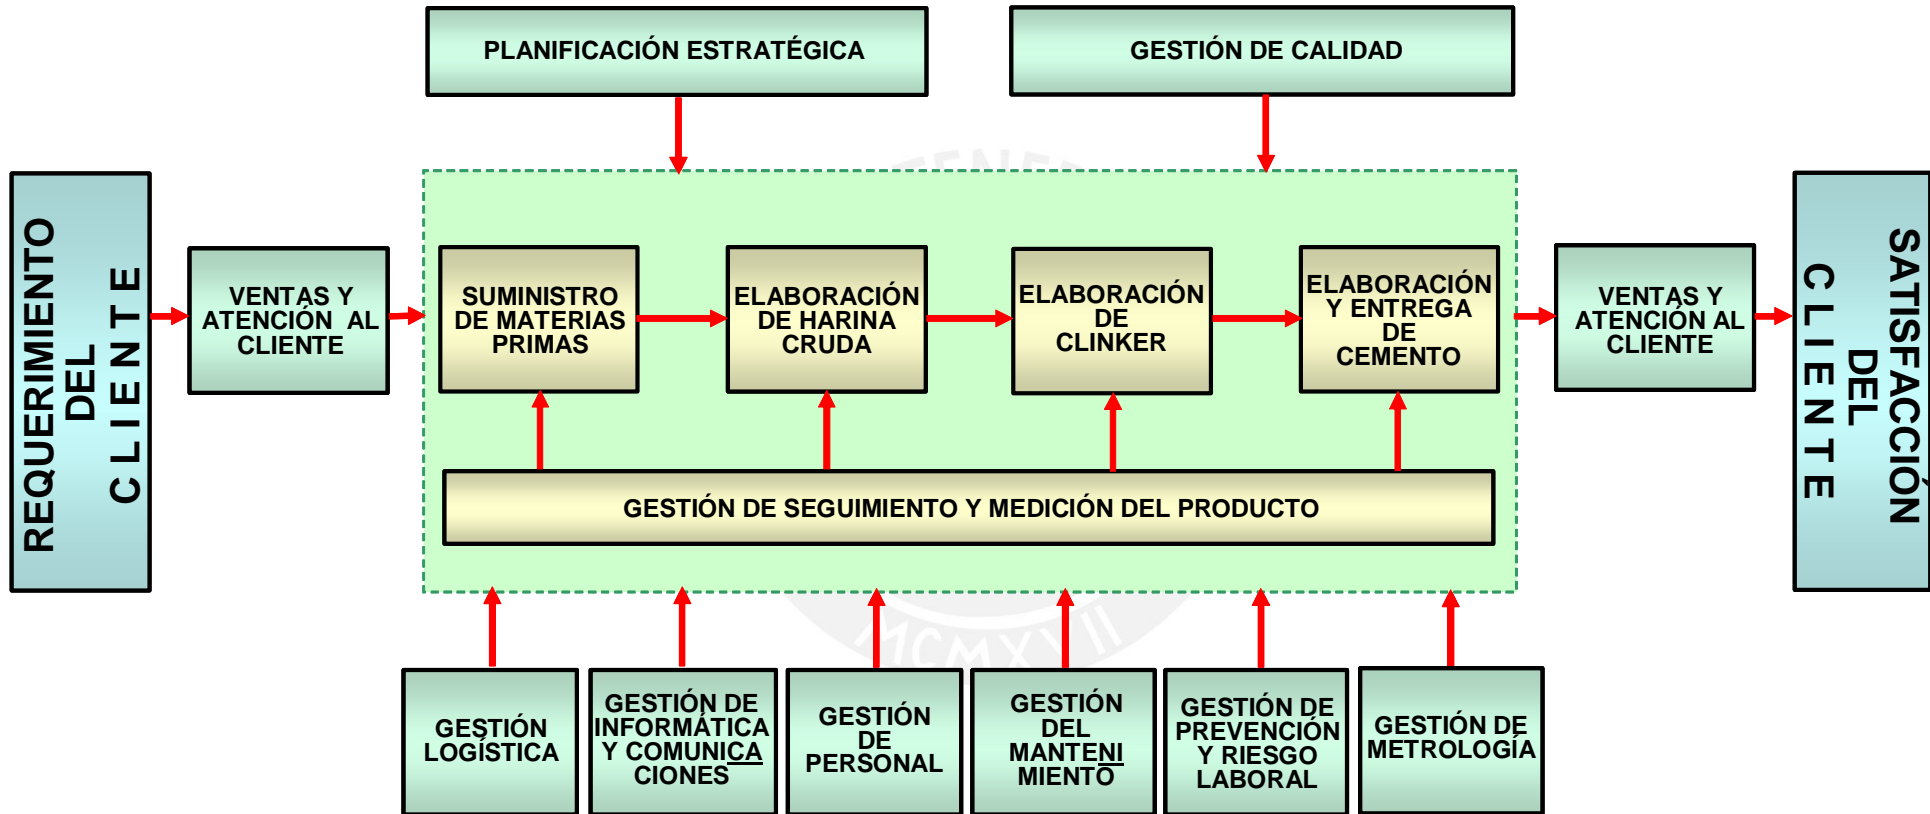 PLANIFICACIÓN ESTRATÉGICA
GESTIÓN DE CALIDAD
REQUERIMIENTO
DEL
CLIENTE
VENTAS Y
ATENCIÓN AL
CLIENTE
SUMINISTRO
DE MATERIAS
PRIMAS
ELABORACIÓN
DE HARINA
CRUDA
ELABORACIÓN
DE
CLINKER
ELABORACIÓN
Y ENTREGA
DE
CEMENTO
VENTAS Y
ATENCIÓN AL
CLIENTE
SATISFACCIÓN
DEL
CLIENTE
GESTIÓN DE SEGUIMIENTO Y MEDICIÓN DEL PRODUCTO
GESTIÓN
LOGÍSTICA
GESTIÓN DE
INFORMÁTICA
Y COMUNICA
CIONES
GESTIÓN
DE
PERSONAL
GESTIÓN
DEL
MANTENI
MIENTO
GESTIÓN DE
PREVENCIÓN
Y RIESGO
LABORAL
GESTIÓN DE
METROLOGÍA
MCMXVII